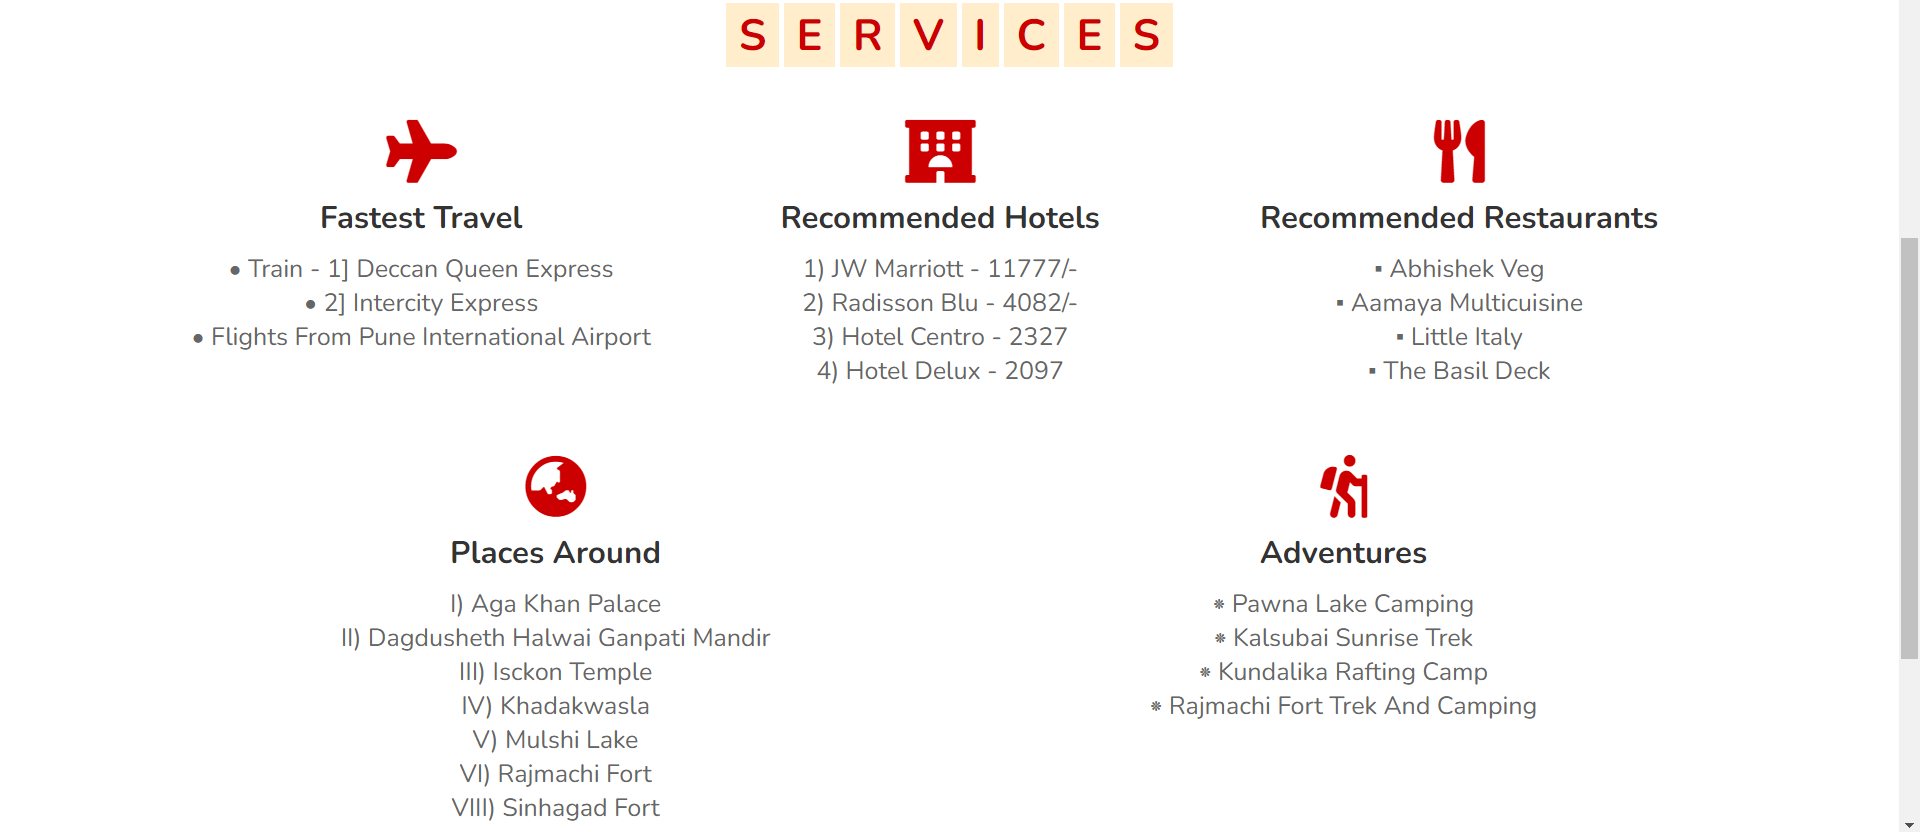 SERVICES
Fastest Travel
● Train - 1] Deccan Queen Express
● 2] Intercity Express
● Flights From Pune International Airport
Recommended Hotels
1) JW Marriott - 11777/-
2) Radisson Blu - 4082/-
3) Hotel Centro - 2327
4) Hotel Delux - 2097
Recommended Restaurants
▪ Abhishek Veg
▪ Aamaya Multicuisine
▪ Little Italy
▪ The Basil Deck
Places Around
I) Aga Khan Palace
II) Dagdusheth Halwai Ganpati Mandir
III) Isckon Temple
IV) Khadakwasla
V) Mulshi Lake
VI) Rajmachi Fort
VIII) Sinhagad Fort
Adventures
⁕ Pawna Lake Camping
⁕ Kalsubai Sunrise Trek
⁕ Kundalika Rafting Camp
⁕ Rajmachi Fort Trek And Camping